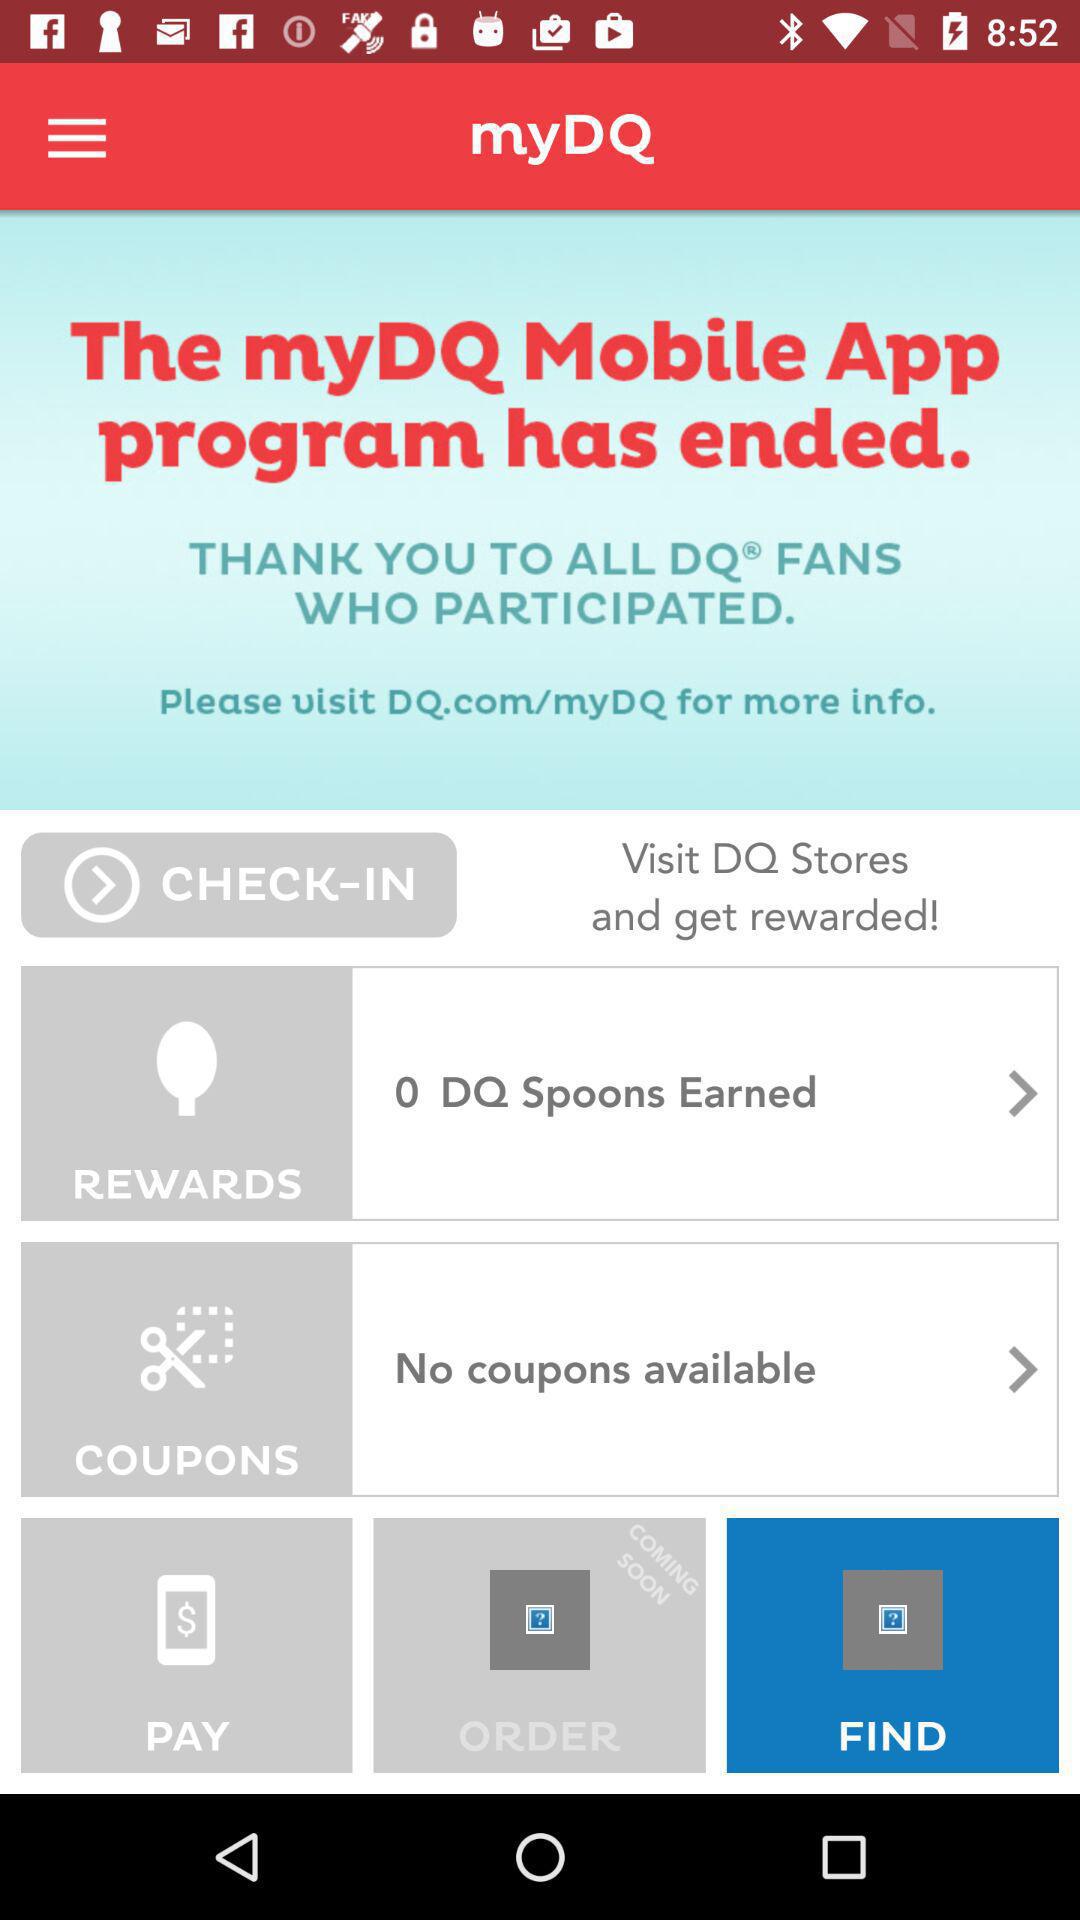 FAKE
8:52
myDQ
The myDQ Mobile App
program has ended.
THANK YOU TO ALL DQ® FANS
WHO PARTICIPATED.
Please visit DQ.com/myDQ for more info.
CHECK-IN
Visit DQ Stores
and get rewarded!
REWARDS
0 DQ Spoons Earned
COUPONS
No coupons available
$
PAY
COMING
SOON
?
ORDER
?
FIND